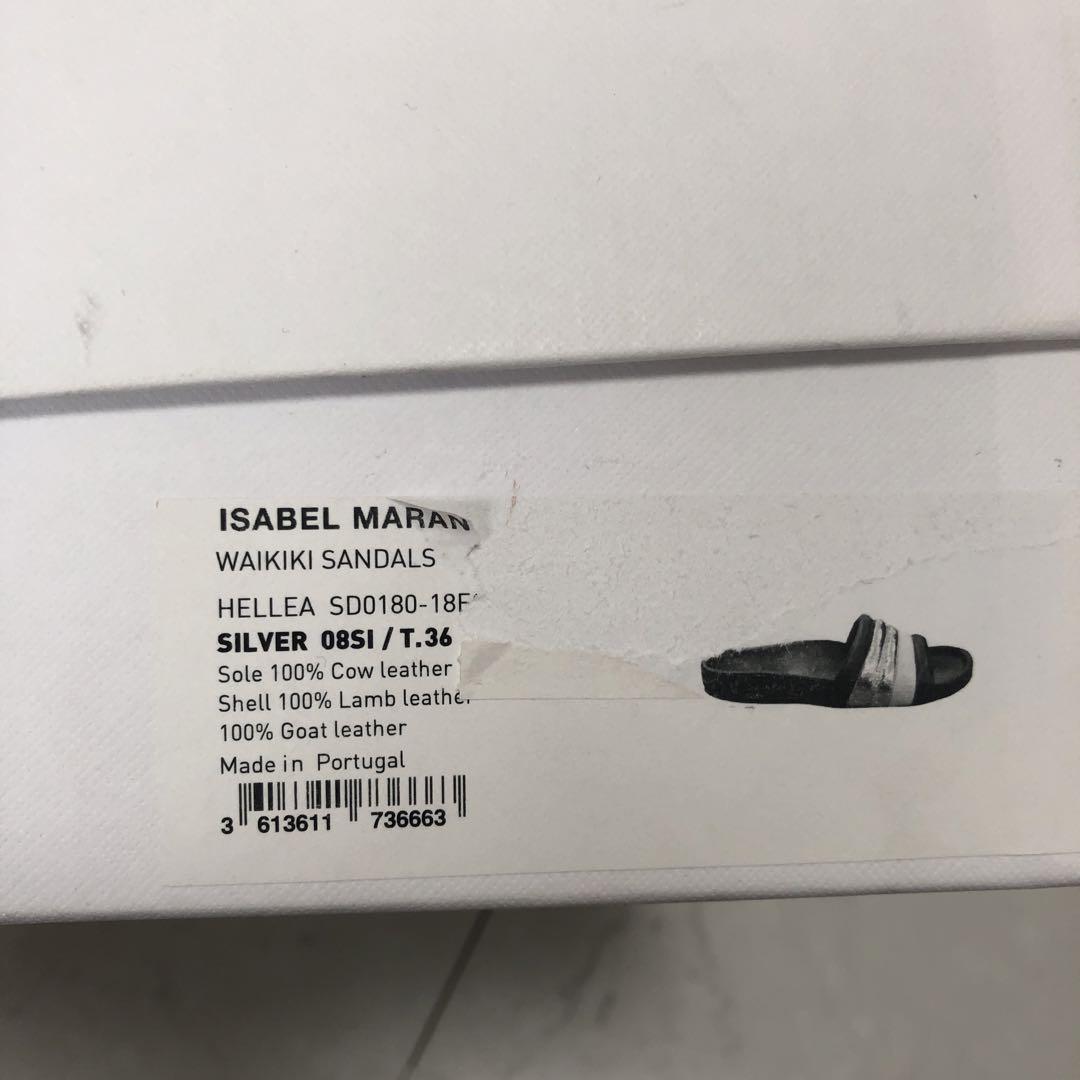 ISABEL MARAN
WAIKIKI SANDALS
HELLEA SD0180-18E
SILVER 08SI / T.36
Sole 100% Cow leather
Shell 100% Lamb leather
100% Goat leather
Made in Portugal
3 613611 736663